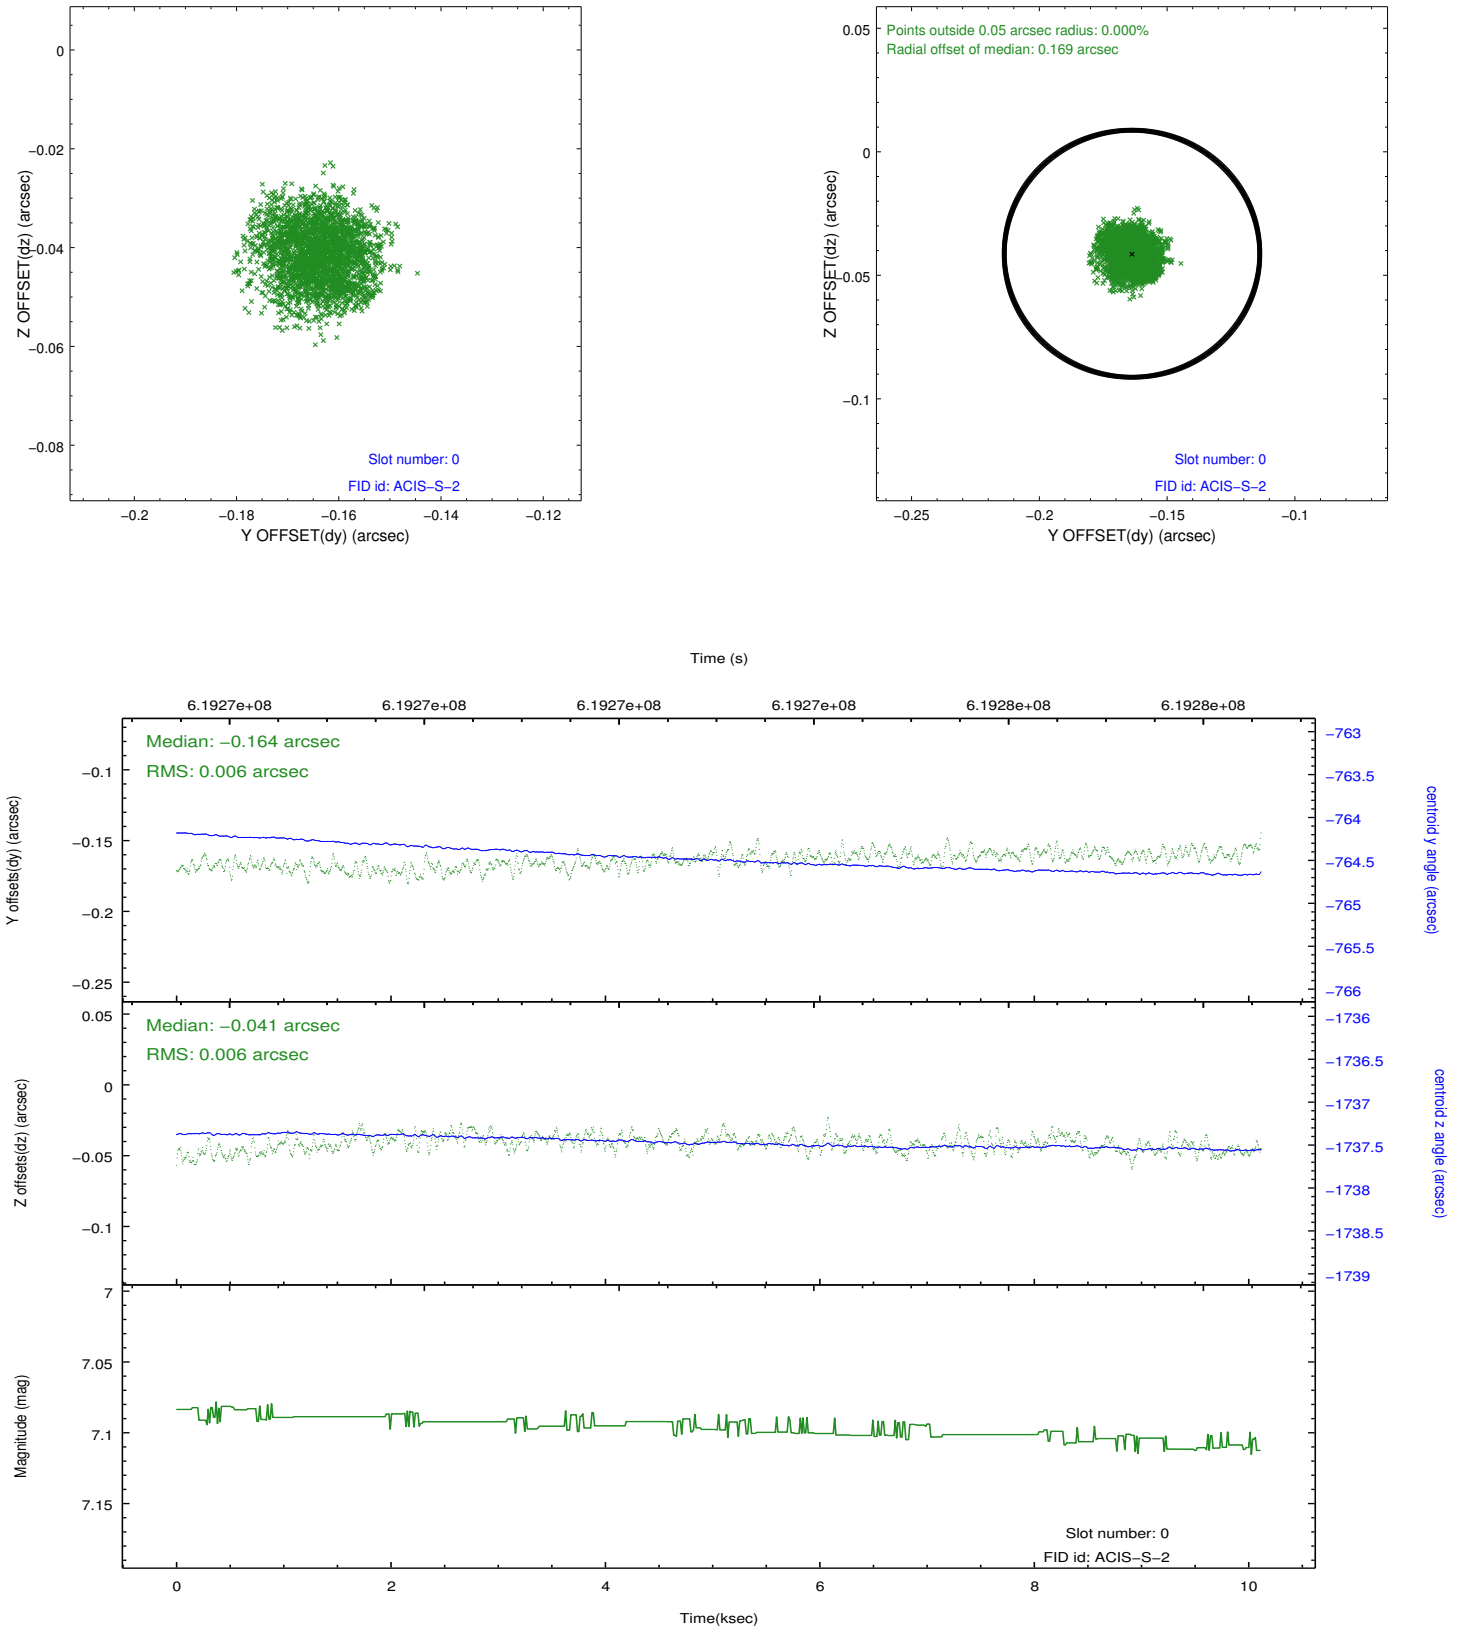 0
−0.02
−0.04
−0.06
−0.08
Z OFFSET(dz) (arcsec)
Slot number: 0
FID id: ACIS−S−2
−0.2
−0.18
−0.16
−0.14
−0.12
Y OFFSET(dy) (arcsec)
0.05
0
−0.05
−0.1
Z OFFSET(dz) (arcsec)
Points outside 0.05 arcsec radius: 0.000%
Radial offset of median: 0.169 arcsec
Slot number: 0
FID id: ACIS−S−2
−0.25
−0.2
−0.15
−0.1
Y OFFSET(dy) (arcsec)
Time (s)
6.1927e+08
6.1927e+08
6.1927e+08
6.1927e+08
6.1928e+08
6.1928e+08
Median: −0.164 arcsec
RMS: 0.006 arcsec
−0.1
−0.15
−0.2
−0.25
Y offsets(dy) (arcsec)
−763
−763.5
−764
−764.5
−765
−765.5
−766
centroid y angle (arcsec)
Median: −0.041 arcsec
RMS: 0.006 arcsec
0.05
0
−0.05
−0.1
Z offsets(dz) (arcsec)
−1736
−1736.5
−1737
−1737.5
−1738
−1738.5
−1739
centroid z angle (arcsec)
7
7.05
7.1
7.15
Magnitude (mag)
Slot number: 0
FID id: ACIS−S−2
0
2
4
6
8
10
Time(ksec)